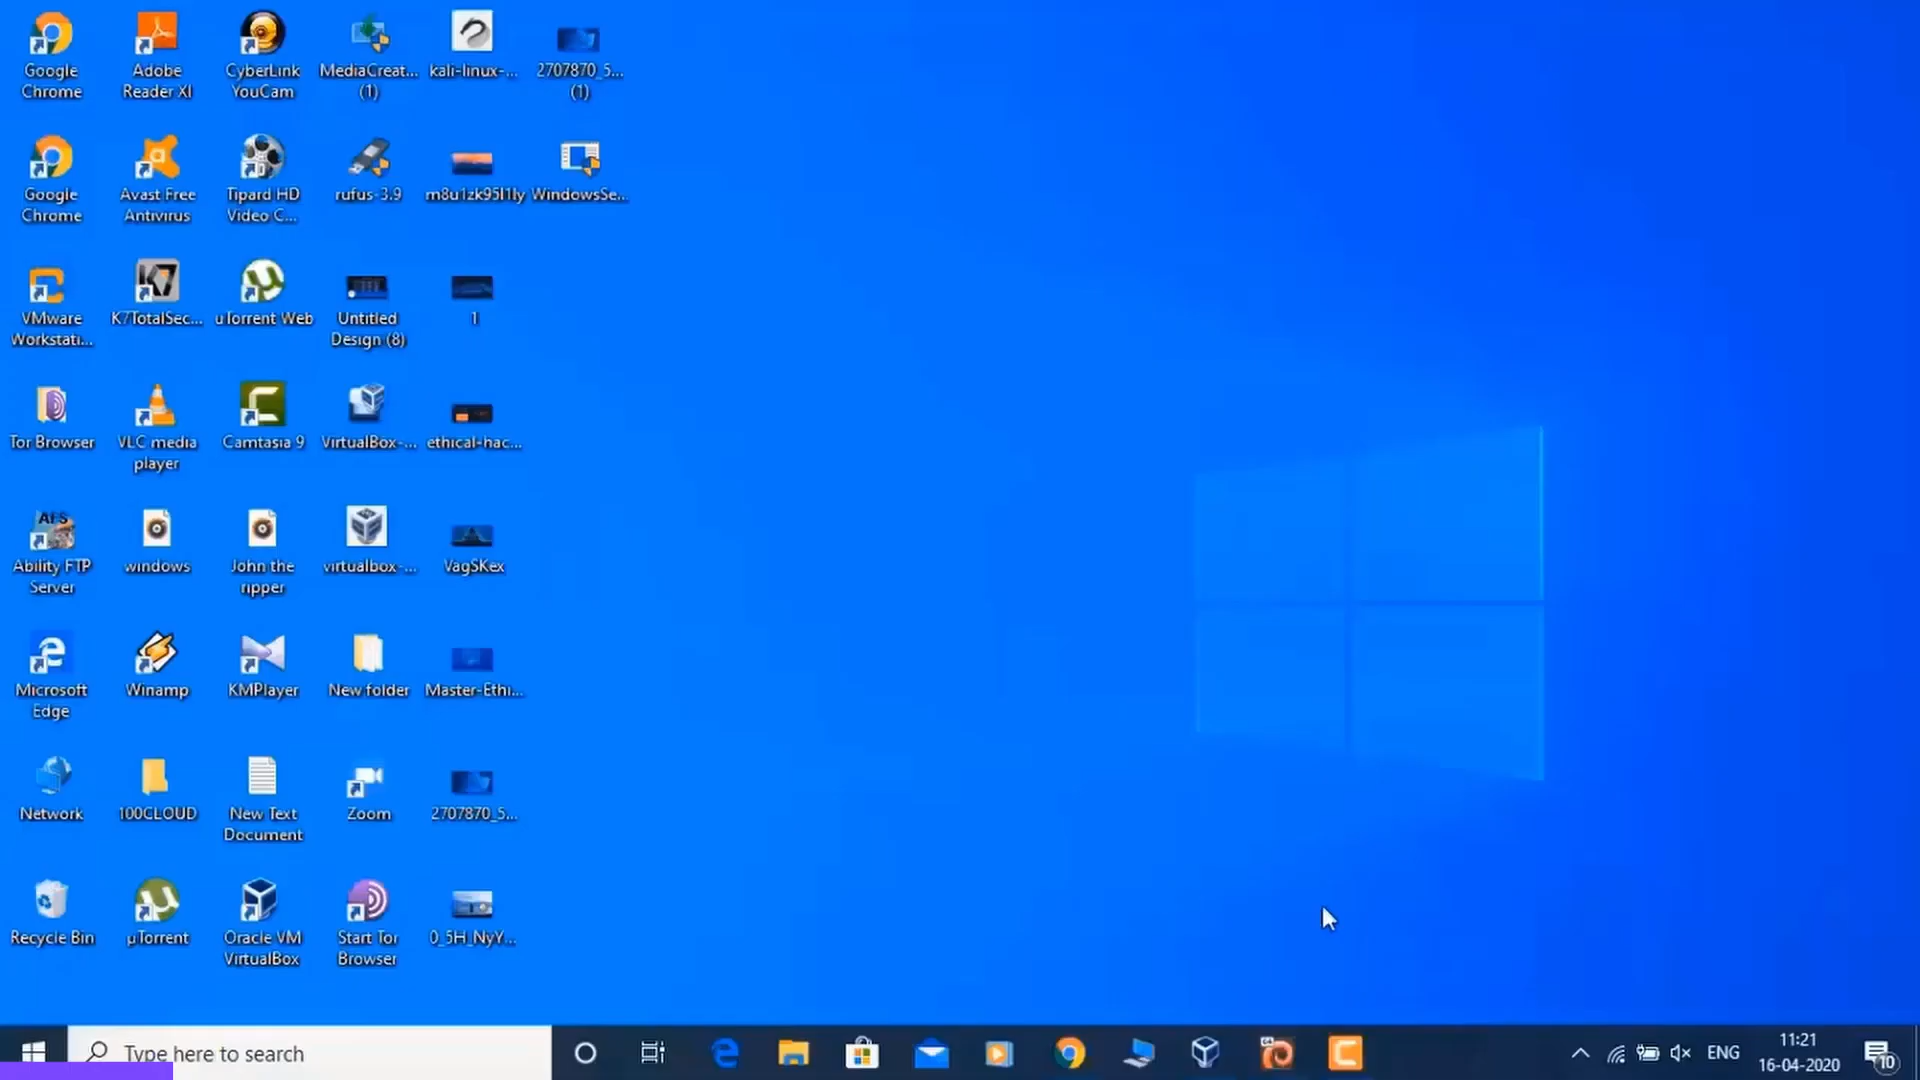 Google
Chrome
Adobe
Reader XI
CyberLink
YouCam
MediaCreat...
(1)
kali-linux-...
2707870_5...
(1)
Google
Chrome
Avast Free
Antivirus
Tipard HD
Video C...
rufus-3.9
m8u1zk95l1ly
WindowsSe...
VMware
Workstati...
K7TotalSec...
uTorrent Web
Untitled
Design (8)
1
Tor Browser
VLC media
player
Camtasia 9
VirtualBox-...
ethical-hac...
AFS
Ability FTP
Server
windows
John the
ripper
virtualbox-...
VagSKex
Microsoft
Edge
Winamp
KMPlayer
New folder
Master-Ethi...
Network
100CLOUD
New Text
Document
Zoom
2707870_5...
Recycle Bin
µTorrent
Oracle VM
VirtualBox
Start Tor
Browser
0_5H_NyY...
Type here to search
64
ENG
11:21
16-04-2020
10